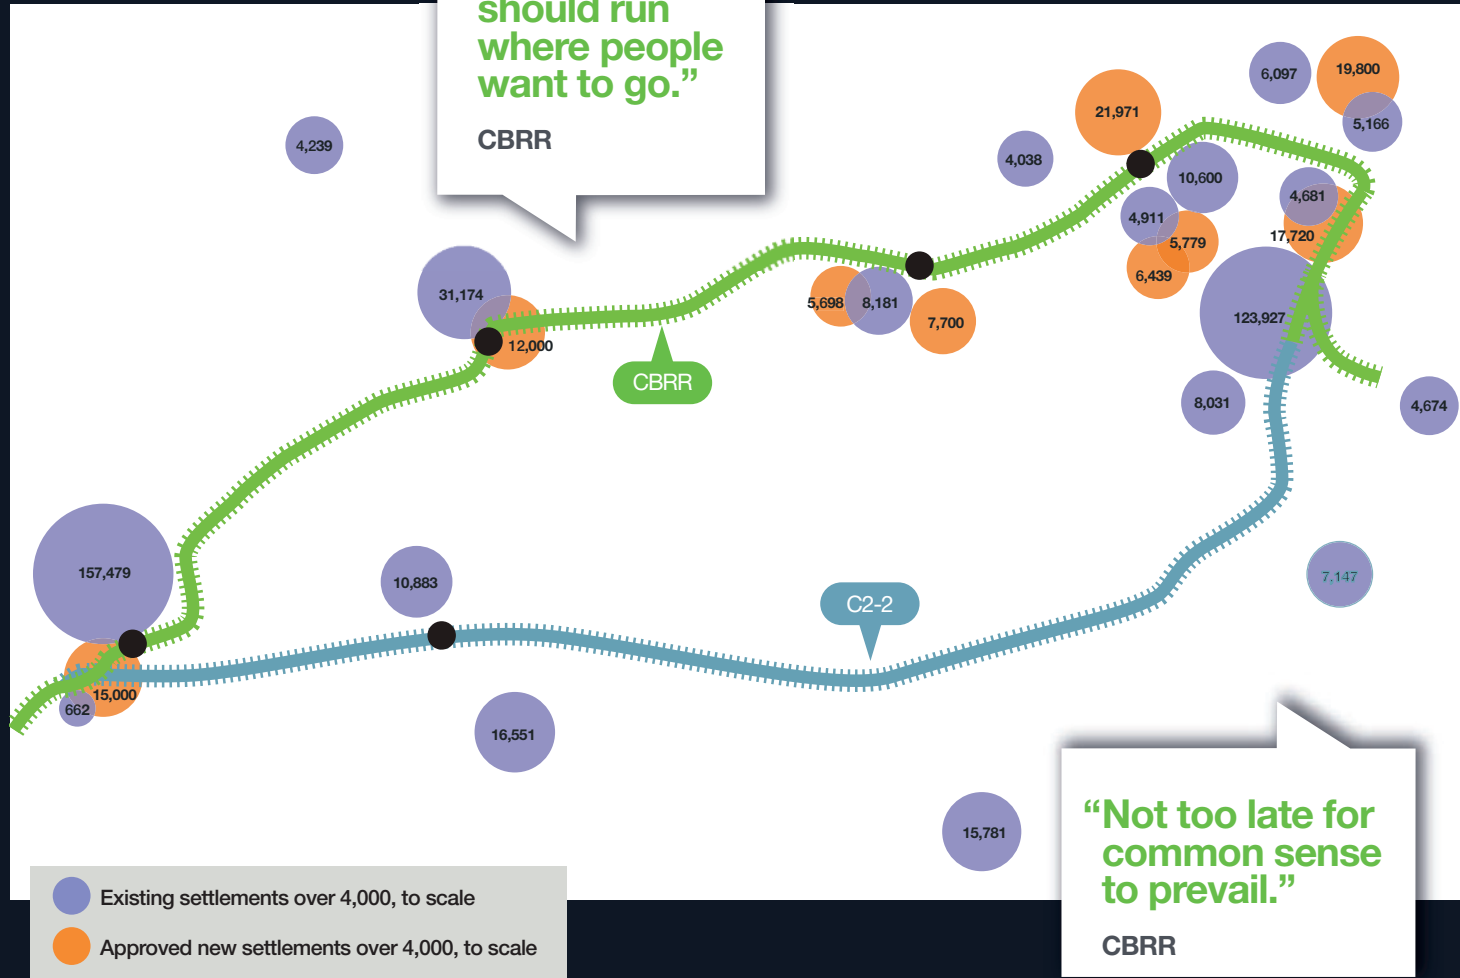 should run
where people
want to go.”
CBRR
6,097
19,800
21,971
5,166
4,239
4,038
10,600
4,681
4,911
17,720
5,779
6,439
31,174
5,698
8,181
7,700
123,927
12,000
CBRR
8,031
4,674
157,479
10,883
C2-2
7,147
15,000
662
16,551
15,781
“Not too late for
common sense
to prevail.”
CBRR
Existing settlements over 4,000, to scale
Approved new settlements over 4,000, to scale